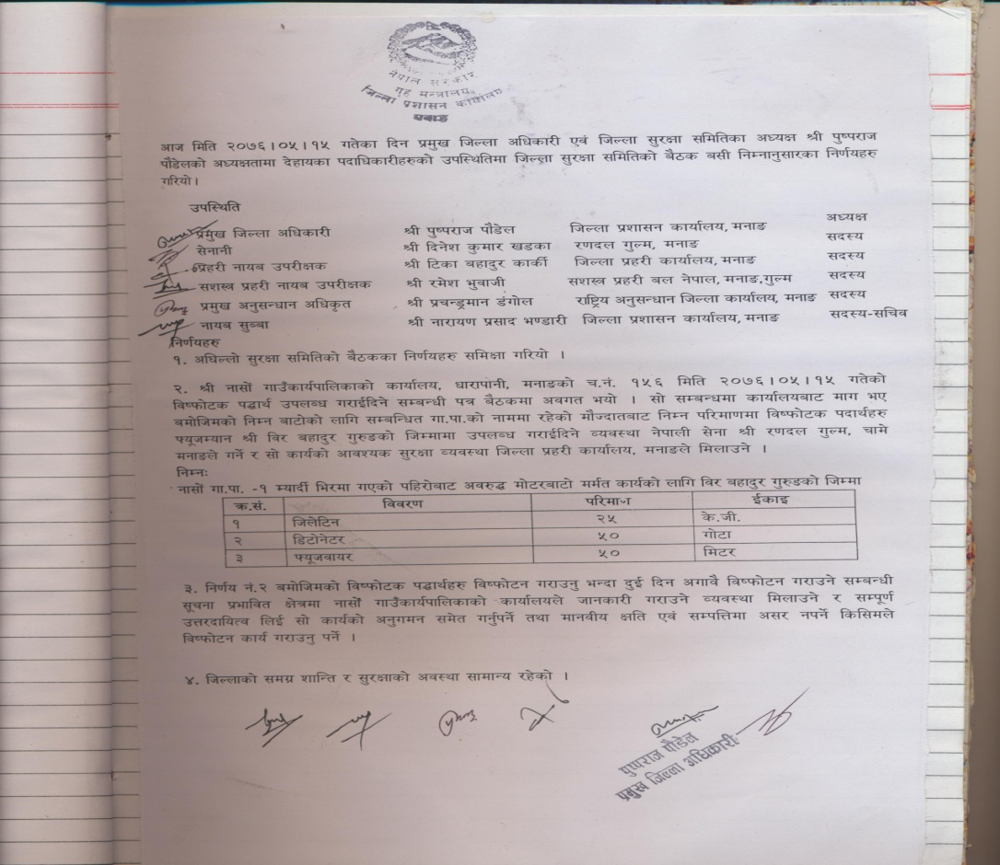 नेपाल सरकार
गृह मन्त्रालय
जिल्ला प्रशासन कार्यालय
मनाङ
आज मिति २०७६।०५।१५ गतेका दिन प्रमुख जिल्ला अधिकारी एवं जिल्ला सुरक्षा समितिका अध्यक्ष श्री पुष्पराज
पौडेलको अध्यक्षतामा देहायका पदाधिकारीहरुको उपस्थितिमा जिल्ला सुरक्षा समितिको बैठक बसी निम्नानुसारका निर्णयहरु
गरियो।
उपस्थिति
प्रमुख जिल्ला अधिकारी श्री पुष्पराज पौडेल जिल्ला प्रशासन कार्यालय, मनाङ अध्यक्ष
सेनानी श्री दिनेश कुमार खडका रणदल गुल्म, मनाङ सदस्य
प्रहरी नायब उपरीक्षक श्री टिका बहादुर कार्की जिल्ला प्रहरी कार्यालय, मनाङ सदस्य
सशस्त्र प्रहरी नायब उपरीक्षक श्री रमेश भुवाजी सशस्त्र प्रहरी बल नेपाल, मनाङ,गुल्म सदस्य
प्रमुख अनुसन्धान अधिकृत श्री प्रचन्ड्रमान डंगोल राष्ट्रिय अनुसन्धान जिल्ला कार्यालय, मनाङ सदस्य
नायब सुब्बा श्री नारायण प्रसाद भण्डारी जिल्ला प्रशासन कार्यालय, मनाङ सदस्य-सचिव
निर्णयहरु
१. अघिल्लो सुरक्षा समितिको बैठकका निर्णयहरु समिक्षा गरियो ।
२. श्री नासों गाउँकार्यपालिकाको कार्यालय, धारापानी, मनाङको च.नं. १५६ मिति २०७६।०५।१५ गतेको
विष्फोटक पद्वार्थ उपलब्ध गराईदिने सम्बन्धी पत्र बैठकमा अवगत भयो । सो सम्बन्धमा कार्यालयबाट माग भए
बमोजिमको निम्न बाटोको लागि सम्बन्धित गा.पा.को नाममा रहेको मौज्दातबाट निम्न परिमाणमा विष्फोटक पदार्थहरु
फ्यूजम्यान श्री विर बहादुर गुरुङको जिम्मामा उपलब्ध गराईदिने व्यवस्था नेपाली सेना श्री रणदल गुल्म, चामे
मनाङले गर्ने र सो कार्यको आवश्यक सुरक्षा व्यवस्था जिल्ला प्रहरी कार्यालय, मनाङले मिलाउने ।
निम्नः
नासों गा.पा. -१ म्यार्दी भिरमा गएको पहिरोबाट अवरुद्ध मोटरबाटो मर्मत कार्यको लागि विर बहादुर गुरुङको जिम्मा
क्र.सं. विवरण परिमाण ईकाइ
१ जिलेटिन २५ के.जी.
२ डिटोनेटर ५० गोटा
३ फ्यूजवायर ५० मिटर
३. निर्णय नं.२ बमोजिमको विष्फोटक पद्वार्थहरु विष्फोटन गराउनु भन्दा दुई दिन अगावै विष्फोटन गराउने सम्बन्धी
सूचना प्रभावित क्षेत्रमा नासों गाउँकार्यपालिकाको कार्यालयले जानकारी गराउने व्यवस्था मिलाउने र सम्पूर्ण
उत्तरदायित्व लिई सो कार्यको अनुगमन समेत गर्नुपर्ने तथा मानवीय क्षति एवं सम्पत्तिमा असर नपर्ने किसिमले
विष्फोटन कार्य गराउनु पर्ने ।
४. जिल्लाको समग्र शान्ति र सुरक्षाको अवस्था सामान्य रहेको ।
पुष्पराज पौडेल
प्रमुख जिल्ला अधिकारी